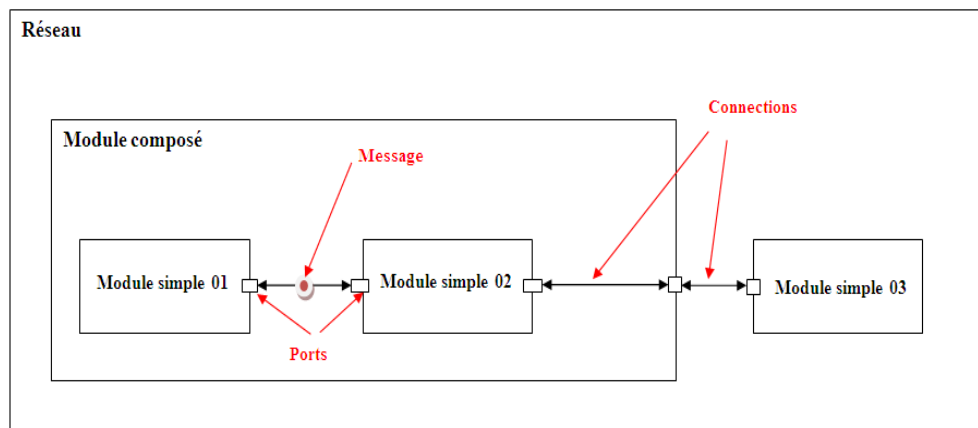 Réseau
Connections
Module composé
Message
Module simple 01
Module simple 02
Module simple 03
Ports